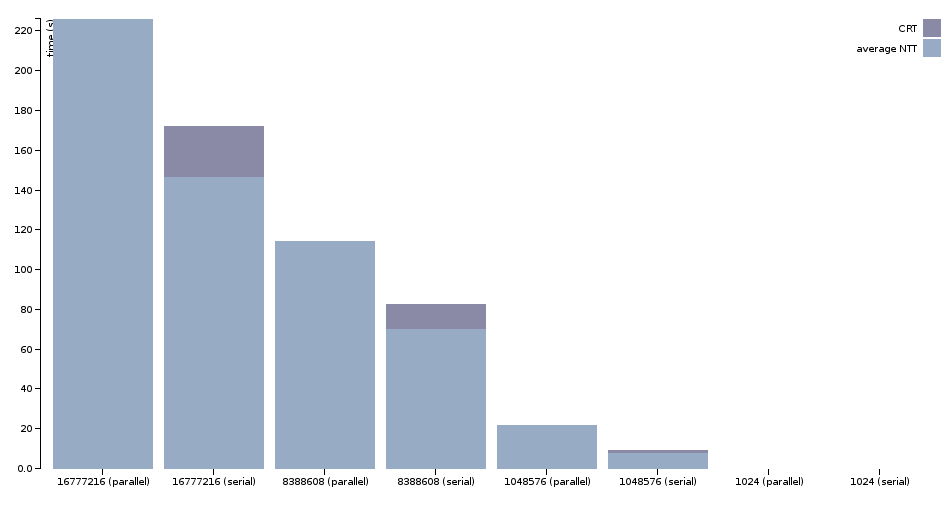 time (s)
220
200
180
160
140
120
100
80
60
40
20
0.0
CRT
average NTT
16777216 (parallel)
16777216 (serial)
8388608 (parallel)
8388608 (serial)
1048576 (parallel)
1048576 (serial)
1024 (parallel)
1024 (serial)